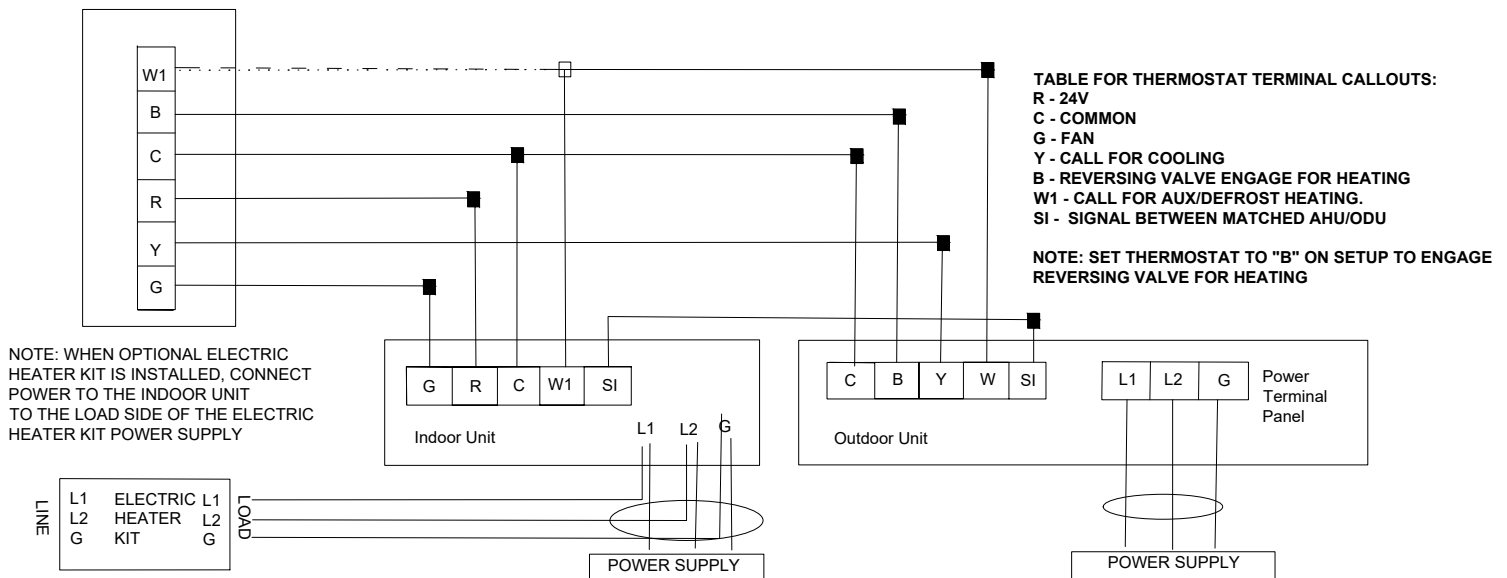 W1
B
C
R
Y
G
TABLE FOR THERMOSTAT TERMINAL CALLOUTS:
R - 24V
C - COMMON
G - FAN
Y - CALL FOR COOLING
B - REVERSING VALVE ENGAGE FOR HEATING
W1 - CALL FOR AUX/DEFROST HEATING.
SI - SIGNAL BETWEEN MATCHED AHU/ODU
NOTE: SET THERMOSTAT TO "B" ON SETUP TO ENGAGE
REVERSING VALVE FOR HEATING
NOTE: WHEN OPTIONAL ELECTRIC
HEATER KIT IS INSTALLED, CONNECT
POWER TO THE INDOOR UNIT
TO THE LOAD SIDE OF THE ELECTRIC
HEATER KIT POWER SUPPLY
G R C W1 SI
Indoor Unit
L1 L2 G
C B Y W SI
Outdoor Unit
L1 L2 G
Power
Terminal
Panel
LINE
L1 ELECTRIC L1
L2 HEATER L2
G KIT G
LOAD
POWER SUPPLY
POWER SUPPLY